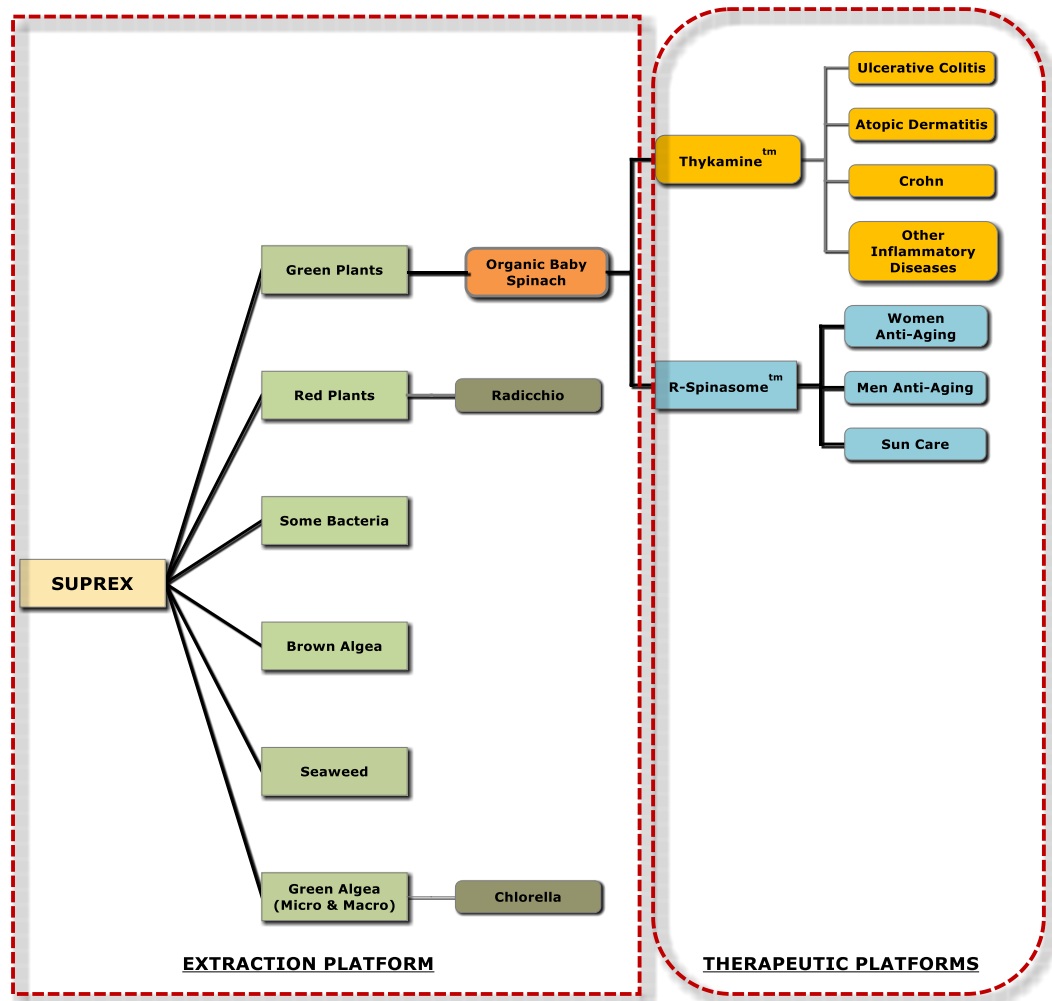 Ulcerative Colitis
Atopic Dermatitis
Thykamine tm
Crohn
Other
Inflammatory
Diseases
Green Plants
Organic Baby
Spinach
Women
Anti-Aging
Red Plants
Radicchio
R-Spinasome tm
Men Anti-Aging
Sun Care
Some Bacteria
SUPREX
Brown Algea
Seaweed
Green Algea
(Micro & Macro)
Chlorella
EXTRACTION PLATFORM
THERAPEUTIC PLATFORMS